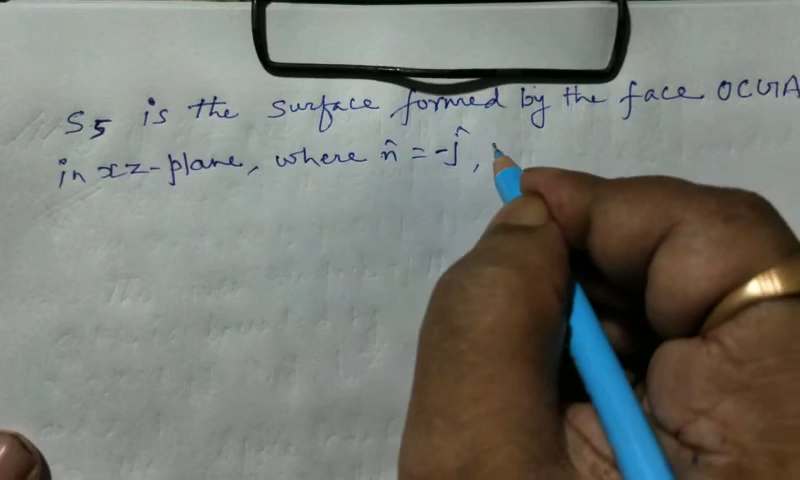 S5 is the surface formed by the face OCGA
in xz-plane, where n̂ = -ĵ,